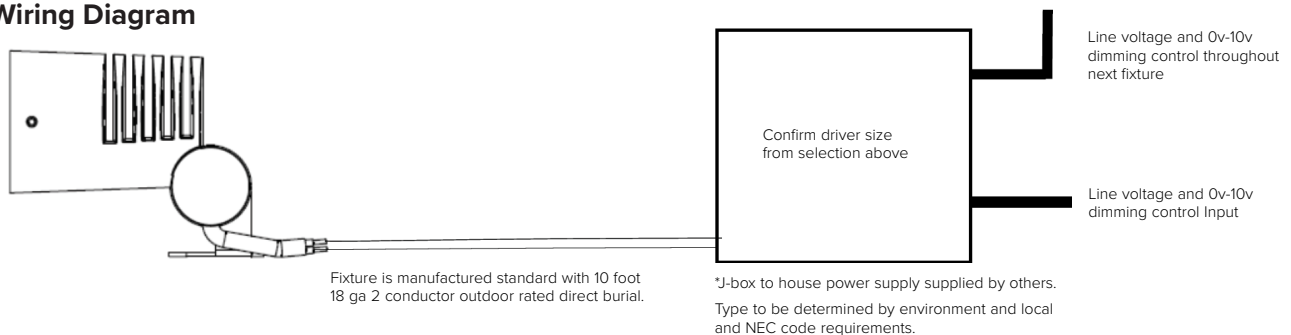 Wiring Diagram
Line voltage and 0v-10v
dimming control throughout
next fixture
Confirm driver size
from selection above
Line voltage and 0v-10v
dimming control Input
Fixture is manufactured standard with 10 foot
18 ga 2 conductor outdoor rated direct burial.
*J-box to house power supply supplied by others.
Type to be determined by environment and local
and NEC code requirements.